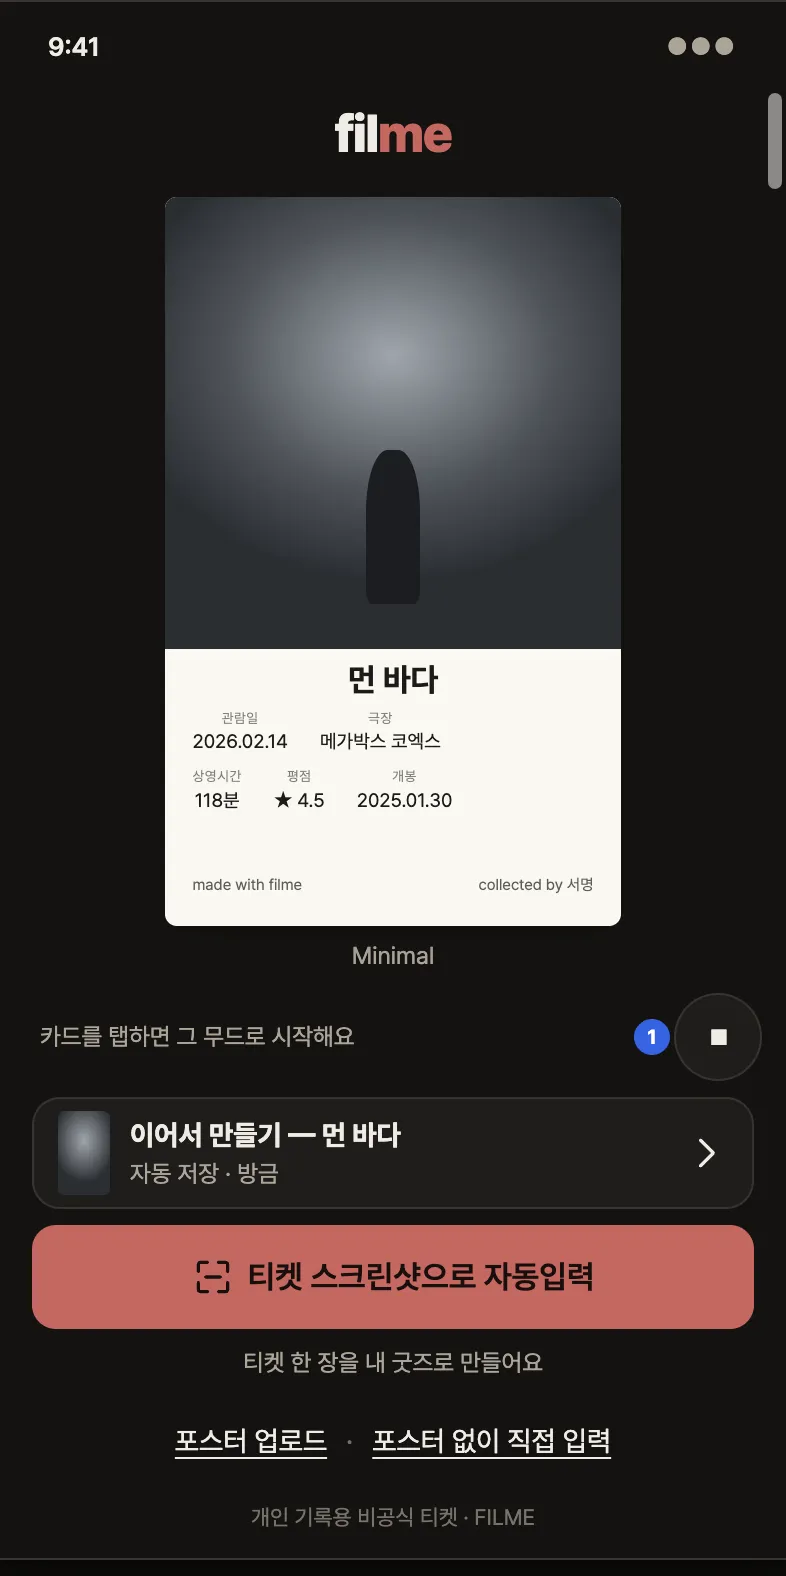 9:41
filme
먼 바다
관람일 극장
2026.02.14 메가박스 코엑스
상영시간 평점 개봉
118분 ★ 4.5 2025.01.30
made with filme collected by 서명
Minimal
카드를 탭하면 그 무드로 시작해요 1
이어서 만들기 — 먼 바다
자동 저장 · 방금
티켓 스크린샷으로 자동입력
티켓 한 장을 내 굿즈로 만들어요
포스터 업로드 · 포스터 없이 직접 입력
개인 기록용 비공식 티켓 · FILME